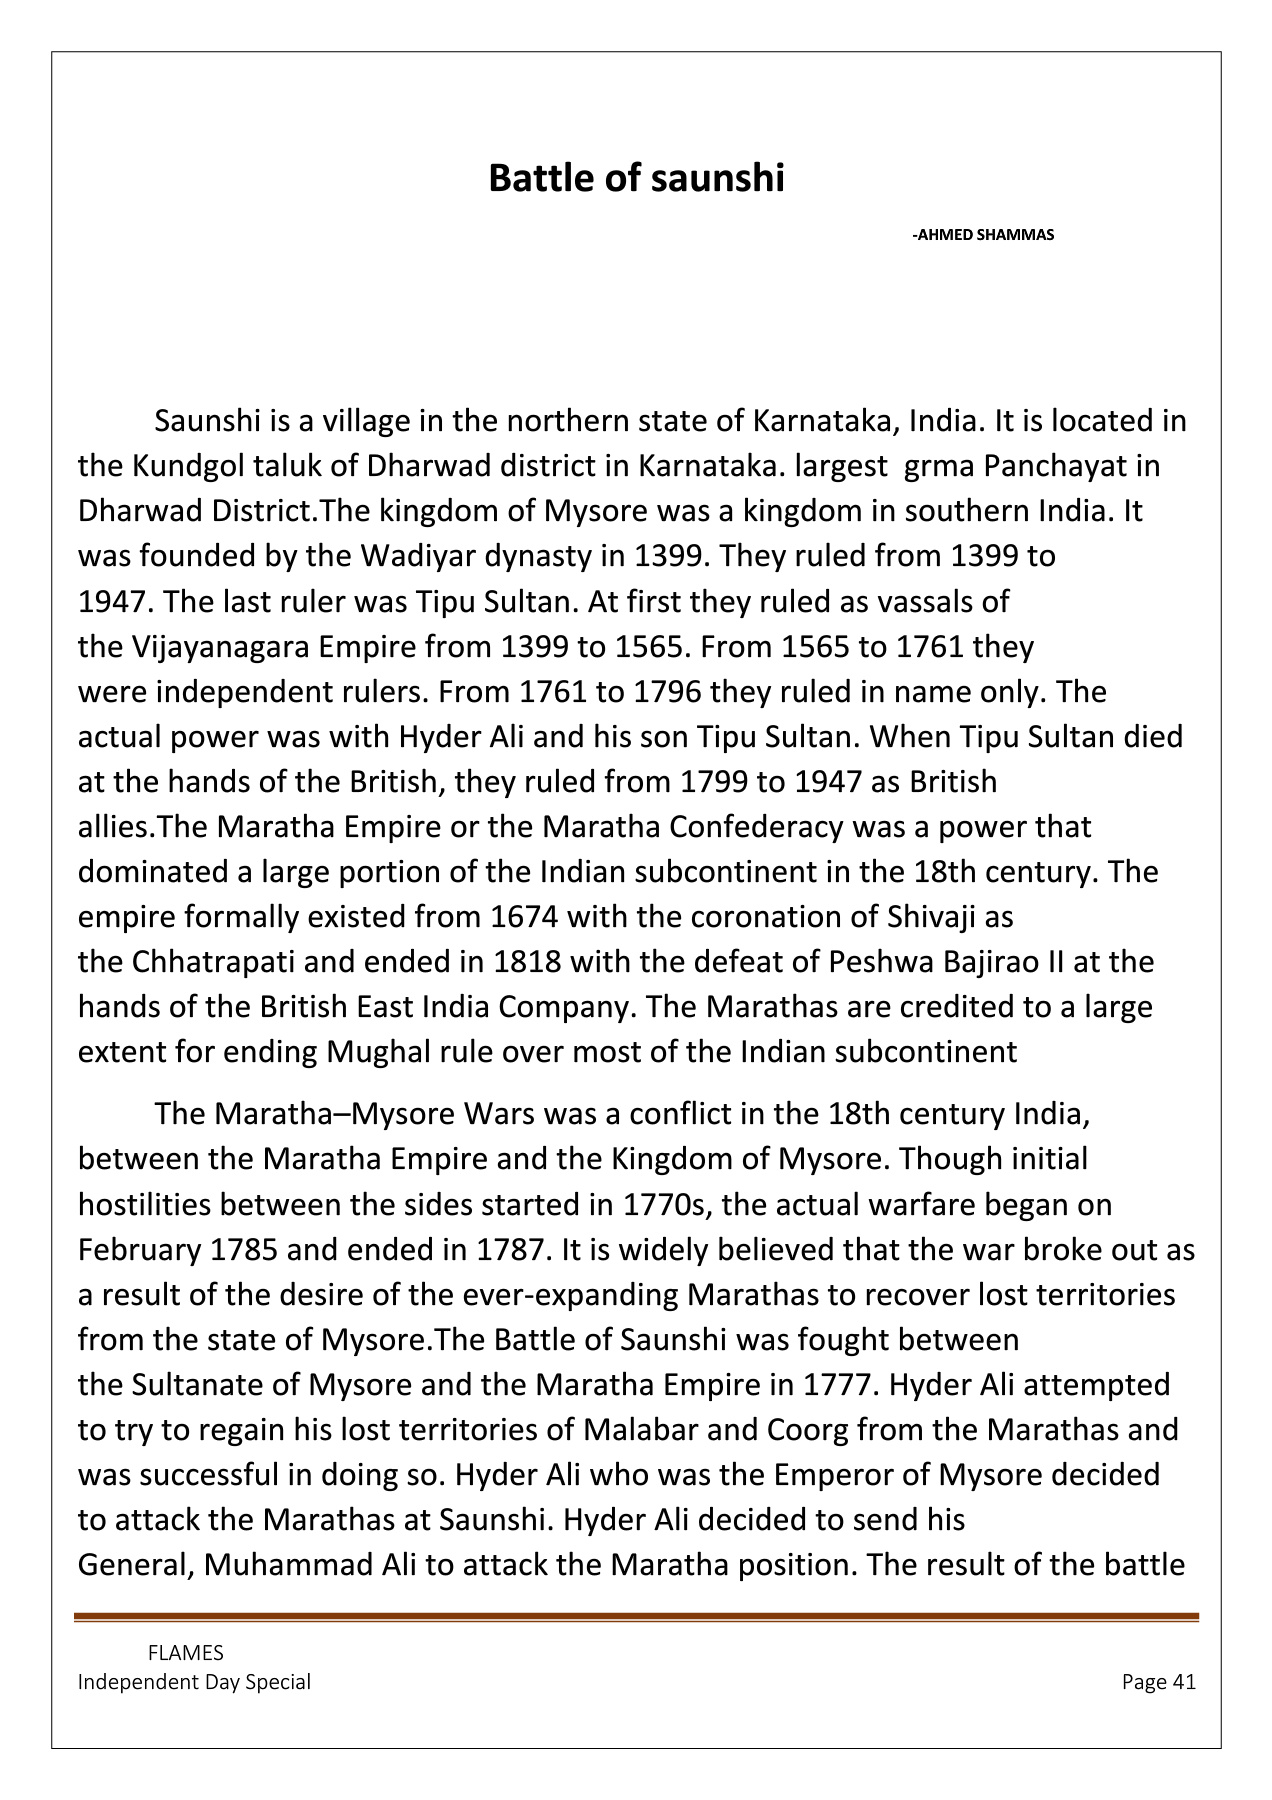 Battle of saunshi
-AHMED SHAMMAS
Saunshi is a village in the northern state of Karnataka, India. It is located in
the Kundgol taluk of Dharwad district in Karnataka. largest  grma Panchayat in
Dharwad District.The kingdom of Mysore was a kingdom in southern India. It
was founded by the Wadiyar dynasty in 1399. They ruled from 1399 to
1947. The last ruler was Tipu Sultan. At first they ruled as vassals of
the Vijayanagara Empire from 1399 to 1565. From 1565 to 1761 they
were independent rulers. From 1761 to 1796 they ruled in name only. The
actual power was with Hyder Ali and his son Tipu Sultan. When Tipu Sultan died
at the hands of the British, they ruled from 1799 to 1947 as British
allies.The Maratha Empire or the Maratha Confederacy was a power that
dominated a large portion of the Indian subcontinent in the 18th century. The
empire formally existed from 1674 with the coronation of Shivaji as
the Chhatrapati and ended in 1818 with the defeat of Peshwa Bajirao II at the
hands of the British East India Company. The Marathas are credited to a large
extent for ending Mughal rule over most of the Indian subcontinent
The Maratha–Mysore Wars was a conflict in the 18th century India,
between the Maratha Empire and the Kingdom of Mysore. Though initial
hostilities between the sides started in 1770s, the actual warfare began on
February 1785 and ended in 1787. It is widely believed that the war broke out as
a result of the desire of the ever-expanding Marathas to recover lost territories
from the state of Mysore.The Battle of Saunshi was fought between
the Sultanate of Mysore and the Maratha Empire in 1777. Hyder Ali attempted
to try to regain his lost territories of Malabar and Coorg from the Marathas and
was successful in doing so. Hyder Ali who was the Emperor of Mysore decided
to attack the Marathas at Saunshi. Hyder Ali decided to send his
General, Muhammad Ali to attack the Maratha position. The result of the battle
FLAMES
Independent Day Special Page 41